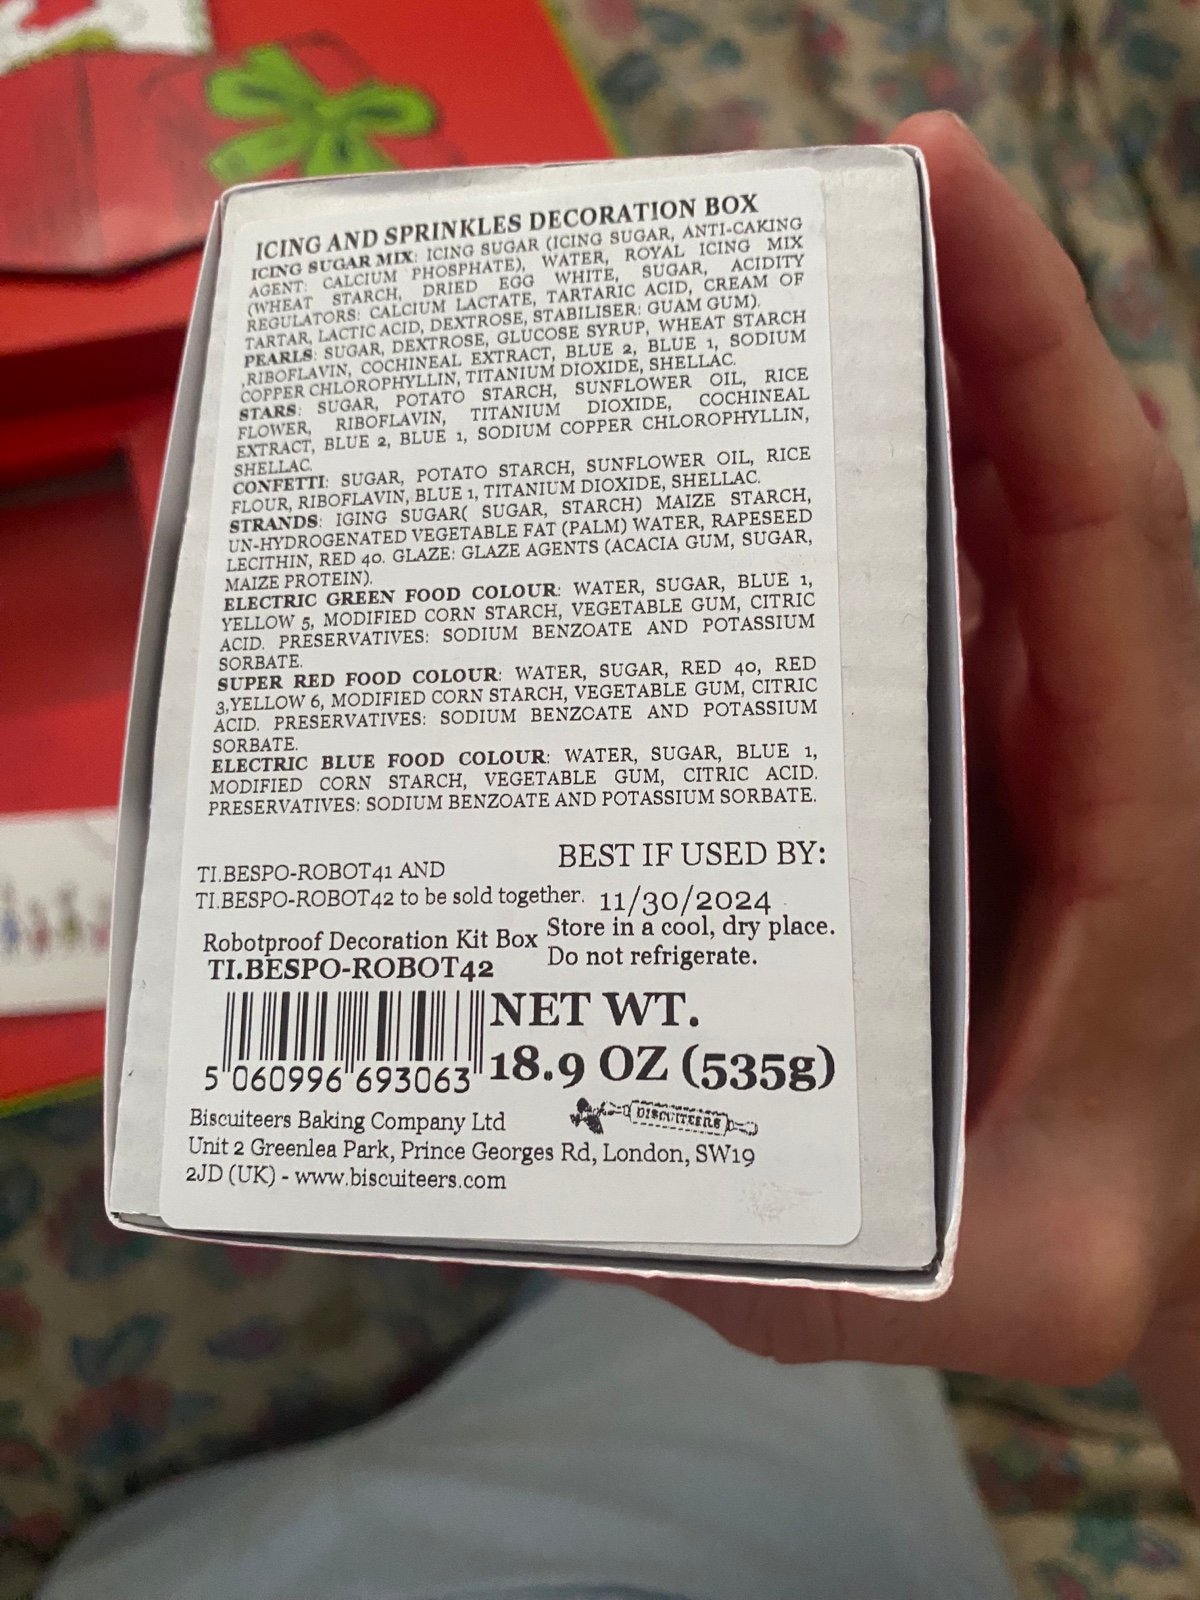 ICING AND SPRINKLES DECORATION BOX
ICING SUGAR MIX: ICING SUGAR (ICING SUGAR, ANTI-CAKING
AGENT: CALCIUM PHOSPHATE), WATER, ROYAL ICING MIX
(WHEAT STARCH, DRIED EGG WHITE, SUGAR, ACIDITY
REGULATORS: CALCIUM LACTATE, TARTARIC ACID, CREAM OF
TARTAR, LACTIC ACID, DEXTROSE, STABILISER: GUAM GUM).
PEARLS: SUGAR, DEXTROSE, GLUCOSE SYRUP, WHEAT STARCH
,RIBOFLAVIN, COCHINEAL EXTRACT, BLUE 2, BLUE 1, SODIUM
COPPER CHLOROPHYLLIN, TITANIUM DIOXIDE, SHELLAC.
STARS: SUGAR, POTATO STARCH, SUNFLOWER OIL, RICE
FLOWER, RIBOFLAVIN, TITANIUM DIOXIDE, COCHINEAL
EXTRACT, BLUE 2, BLUE 1, SODIUM COPPER CHLOROPHYLLIN,
SHELLAC.
CONFETTI: SUGAR, POTATO STARCH, SUNFLOWER OIL, RICE
FLOUR, RIBOFLAVIN, BLUE 1, TITANIUM DIOXIDE, SHELLAC.
STRANDS: IGING SUGAR( SUGAR, STARCH) MAIZE STARCH,
UN-HYDROGENATED VEGETABLE FAT (PALM) WATER, RAPESEED
LECITHIN, RED 40. GLAZE: GLAZE AGENTS (ACACIA GUM, SUGAR,
MAIZE PROTEIN).
ELECTRIC GREEN FOOD COLOUR: WATER, SUGAR, BLUE 1,
YELLOW 5, MODIFIED CORN STARCH, VEGETABLE GUM, CITRIC
ACID. PRESERVATIVES: SODIUM BENZOATE AND POTASSIUM
SORBATE.
SUPER RED FOOD COLOUR: WATER, SUGAR, RED 40, RED
3,YELLOW 6, MODIFIED CORN STARCH, VEGETABLE GUM, CITRIC
ACID. PRESERVATIVES: SODIUM BENZOATE AND POTASSIUM
SORBATE.
ELECTRIC BLUE FOOD COLOUR: WATER, SUGAR, BLUE 1,
MODIFIED CORN STARCH, VEGETABLE GUM, CITRIC ACID.
PRESERVATIVES: SODIUM BENZOATE AND POTASSIUM SORBATE.
TI.BESPO-ROBOT41 AND
TI.BESPO-ROBOT42 to be sold together.
BEST IF USED BY:
11/30/2024
Store in a cool, dry place.
Do not refrigerate.
Robotproof Decoration Kit Box
TI.BESPO-ROBOT42
5 060996 693063
NET WT.
18.9 OZ (535g)
BISCUITEERS
Biscuiteers Baking Company Ltd
Unit 2 Greenlea Park, Prince Georges Rd, London, SW19
2JD (UK) - www.biscuiteers.com